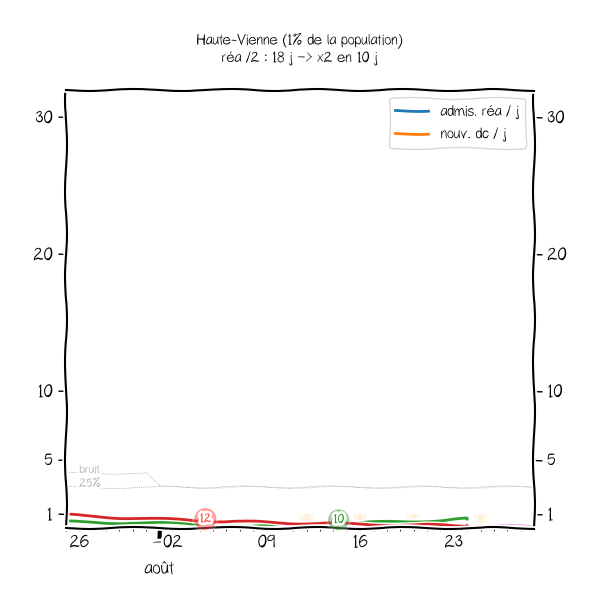 Haute-Vienne (1% de la population)
réa /2 : 18 j -> x2 en 10 j
admis. réa / j
nouv. dc / j
30 30
20 20
10 10
5 5
bruit
25%
1 12 10 1
26 02 09 16 23
août